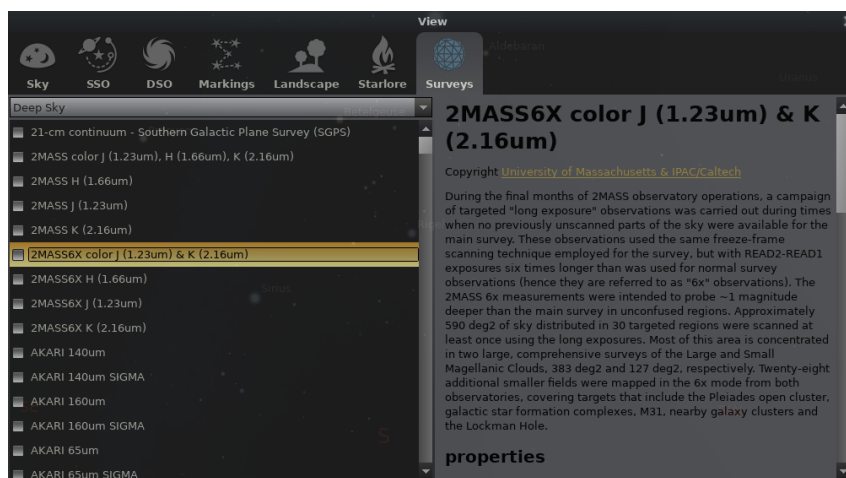 View
Aldebaran
Sky
SSO
DSO
Markings
Landscape
Starlore
Surveys
Deep Sky
21-cm continuum - Southern Galactic Plane Survey (SGPS)
2MASS color J (1.23um), H (1.66um), K (2.16um)
2MASS H (1.66um)
2MASS J (1.23um)
2MASS K (2.16um)
2MASS6X color J (1.23um) & K (2.16um)
2MASS6X H (1.66um)
2MASS6X J (1.23um)
Sirius
2MASS6X K (2.16um)
AKARI 140um
AKARI 140um SIGMA
AKARI 160um
AKARI 160um SIGMA
S
AKARI 65um
AKARI 65um SIGMA
2MASS6X color J (1.23um) & K
(2.16um)
Copyright University of Massachusetts & IPAC/Caltech
During the final months of 2MASS observatory operations, a campaign
of targeted "long exposure" observations was carried out during times
when no previously unscanned parts of the sky were available for the
main survey. These observations used the same freeze-frame
scanning technique employed for the survey, but with READ2-READ1
exposures six times longer than was used for normal survey
observations (hence they are referred to as "6x" observations). The
2MASS 6x measurements were intended to probe ~1 magnitude
deeper than the main survey in unconfused regions. Approximately
590 deg2 of sky distributed in 30 targeted regions were scanned at
least once using the long exposures. Most of this area is concentrated
in two large, comprehensive surveys of the Large and Small
Magellanic Clouds, 383 deg2 and 127 deg2, respectively. Twenty-eight
additional smaller fields were mapped in the 6x mode from both
observatories, covering targets that include the Pleiades open cluster,
galactic star formation complexes, M31, nearby galaxy clusters and
the Lockman Hole.
properties